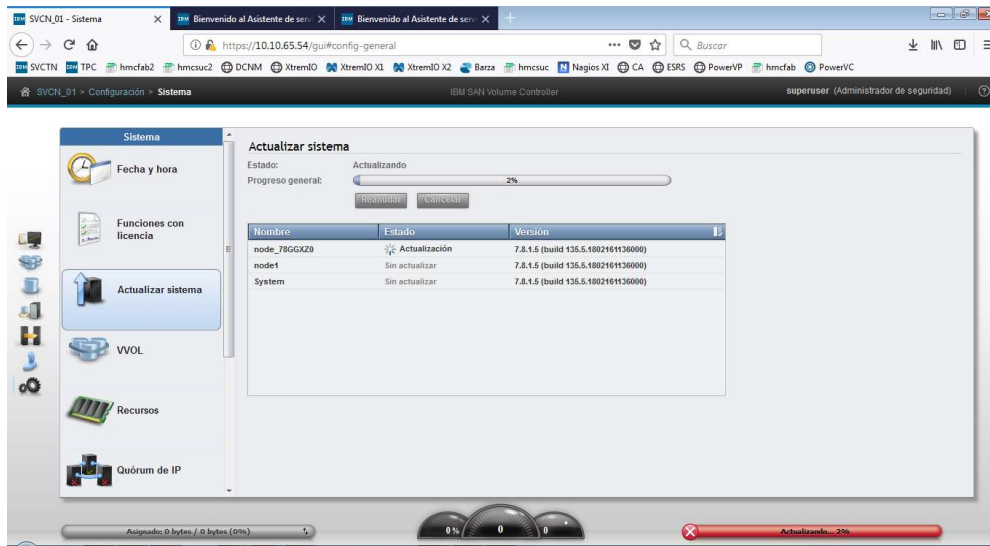 SVCN_01 - Sistema
Bienvenido al Asistente de servi
Bienvenido al Asistente de serv
https://10.10.65.54/gui#config-general
Buscar
SVCTN TPC hmcfab2 hmcsuc2 DCNM XtremIO XtremIO X1 XtremIO X2 Barza hmcsuc Nagios XI CA ESRS PowerVP hmcfab PowerVC
SVCN_01 > Configuración > Sistema
IBM SAN Volume Controller
superuser (Administrador de seguridad)
Sistema
Fecha y hora
Funciones con
licencia
Actualizar sistema
VVOL
Recursos
Quórum de IP
Actualizar sistema
Estado: Actualizando
Progreso general: 2%
Reanudar Cancelar
Nombre Estado Versión
node_78GGXZ0 Actualización 7.8.1.5 (build 135.5.1802161136000)
node1 Sin actualizar 7.8.1.5 (build 135.5.1802161136000)
System Sin actualizar 7.8.1.5 (build 135.5.1802161136000)
Asignado: 0 bytes / 0 bytes (0%)
0% 0 0
Actualizando... 2%